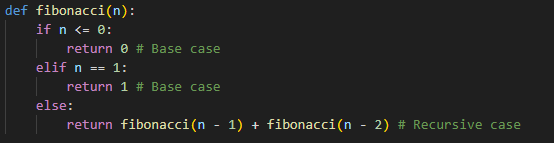 def fibonacci(n):
    if n <= 0:
        return 0 # Base case
    elif n == 1:
        return 1 # Base case
    else:
        return fibonacci(n - 1) + fibonacci(n - 2) # Recursive case